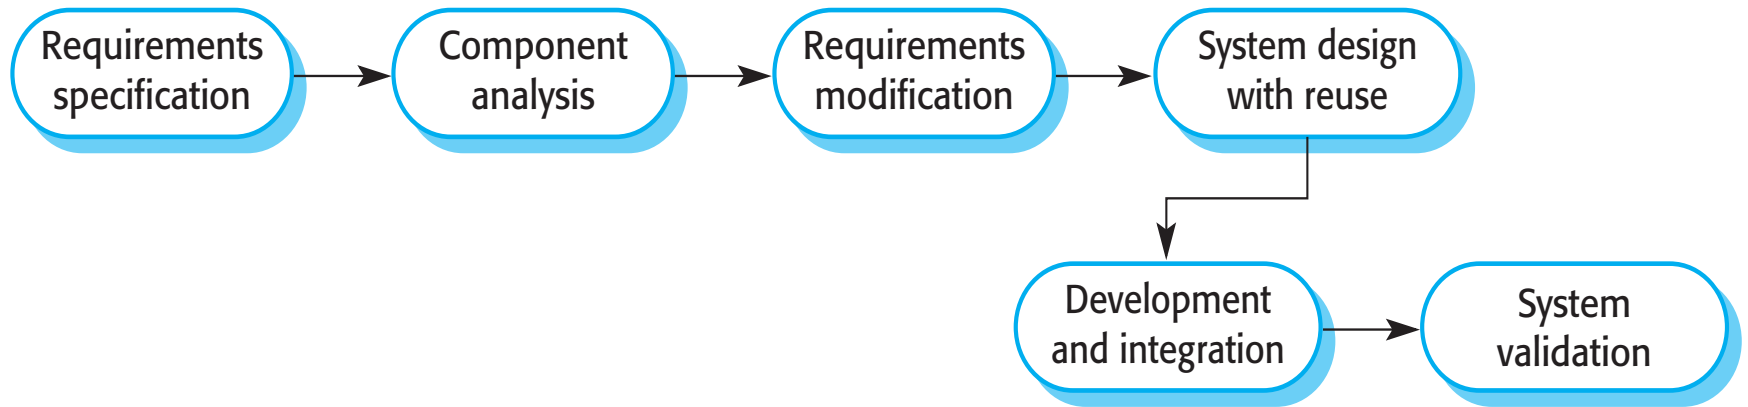 Requirements
specification
Component
analysis
Requirements
modification
System design
with reuse
Development
and integration
System
validation